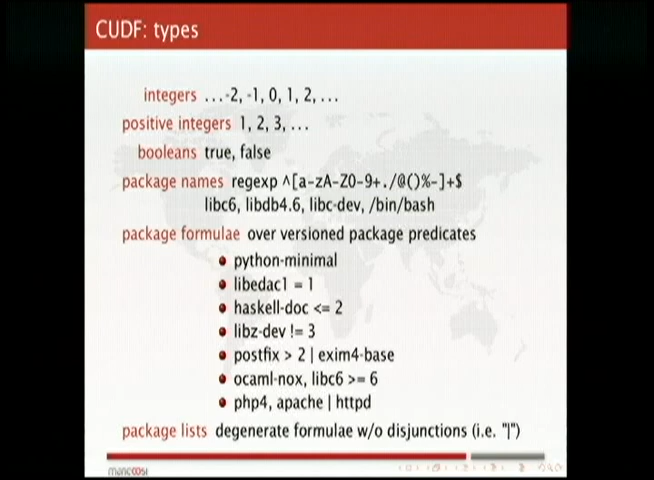 CUDF: types
integers ...-2, -1, 0, 1, 2, ...
positive integers 1, 2, 3, ...
booleans true, false
package names regexp ^[a-zA-Z0-9+./@()%-]+$
libc6, libdb4.6, libc-dev, /bin/bash
package formulae over versioned package predicates
• python-minimal
• libedac1 = 1
• haskell-doc <= 2
• libz-dev != 3
• postfix > 2 | exim4-base
• ocaml-nox, libc6 >= 6
• php4, apache | httpd
package lists degenerate formulae w/o disjunctions (i.e. "|")
mancoosi